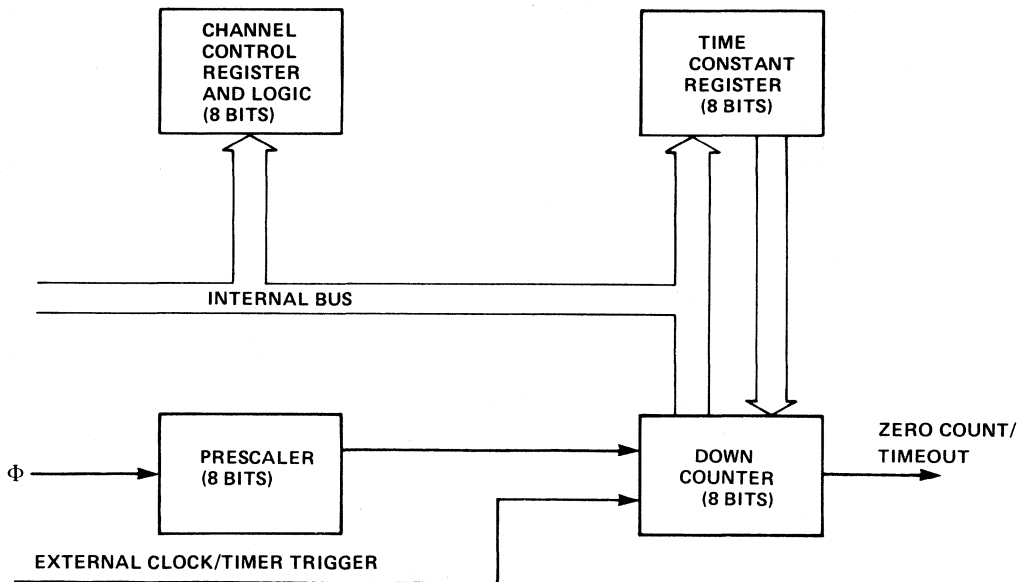 CHANNEL
CONTROL
REGISTER
AND LOGIC
(8 BITS)
TIME
CONSTANT
REGISTER
(8 BITS)
INTERNAL BUS
Φ
PRESCALER
(8 BITS)
DOWN
COUNTER
(8 BITS)
ZERO COUNT/
TIMEOUT
EXTERNAL CLOCK/TIMER TRIGGER